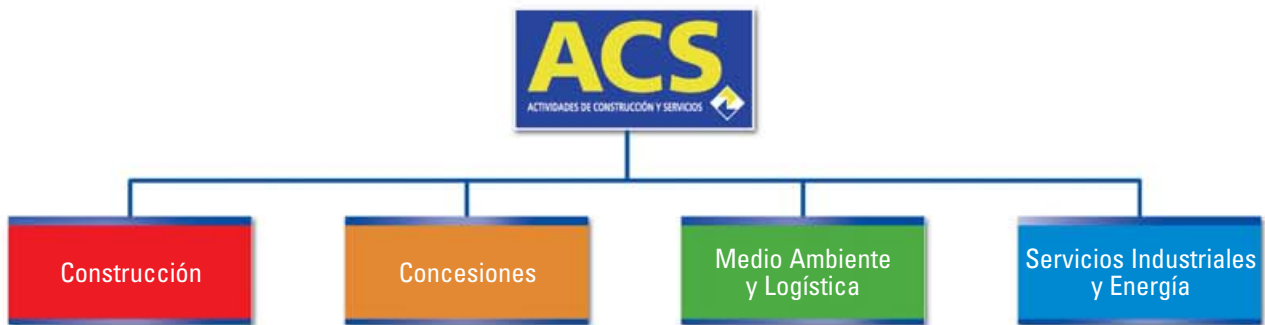 ACS
ACTIVIDADES DE CONSTRUCCIÓN Y SERVICIOS
Construcción
Concesiones
Medio Ambiente
y Logística
Servicios Industriales
y Energía